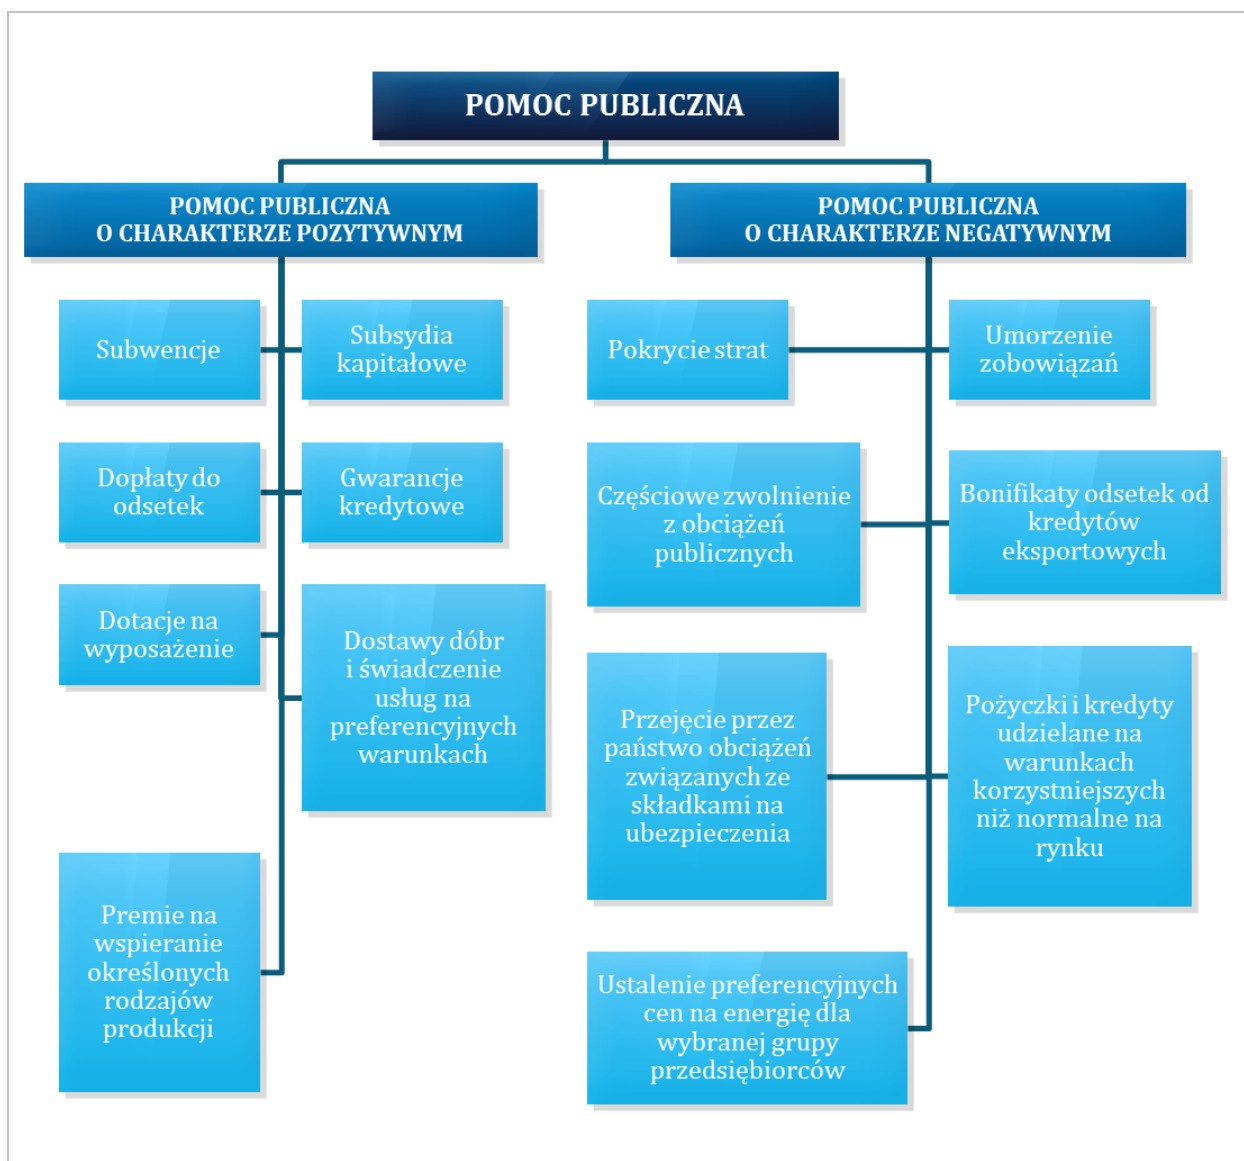 POMOC PUBLICZNA
POMOC PUBLICZNA
O CHARAKTERZE POZYTYWNYM
Subwencje
Subsydia
kapitałowe
Dopłaty do
odsetek
Gwarancje
kredytowe
Dotacje na
wyposażenie
Dostawy dóbr
i świadczenie
usług na
preferencyjnych
warunkach
Premie na
wspieranie
określonych
rodzajów
produkcji
POMOC PUBLICZNA
O CHARAKTERZE NEGATYWNYM
Pokrycie strat
Umorzenie
zobowiązań
Częściowe zwolnienie
z obciążeń
publicznych
Bonifikaty odsetek od
kredytów
eksportowych
Przejęcie przez
państwo obciążeń
związanych ze
składkami na
ubezpieczenia
Pożyczki i kredyty
udzielane na
warunkach
korzystniejszych
niż normalne na
rynku
Ustalenie preferencyjnych
cen na energię dla
wybranej grupy
przedsiębiorców